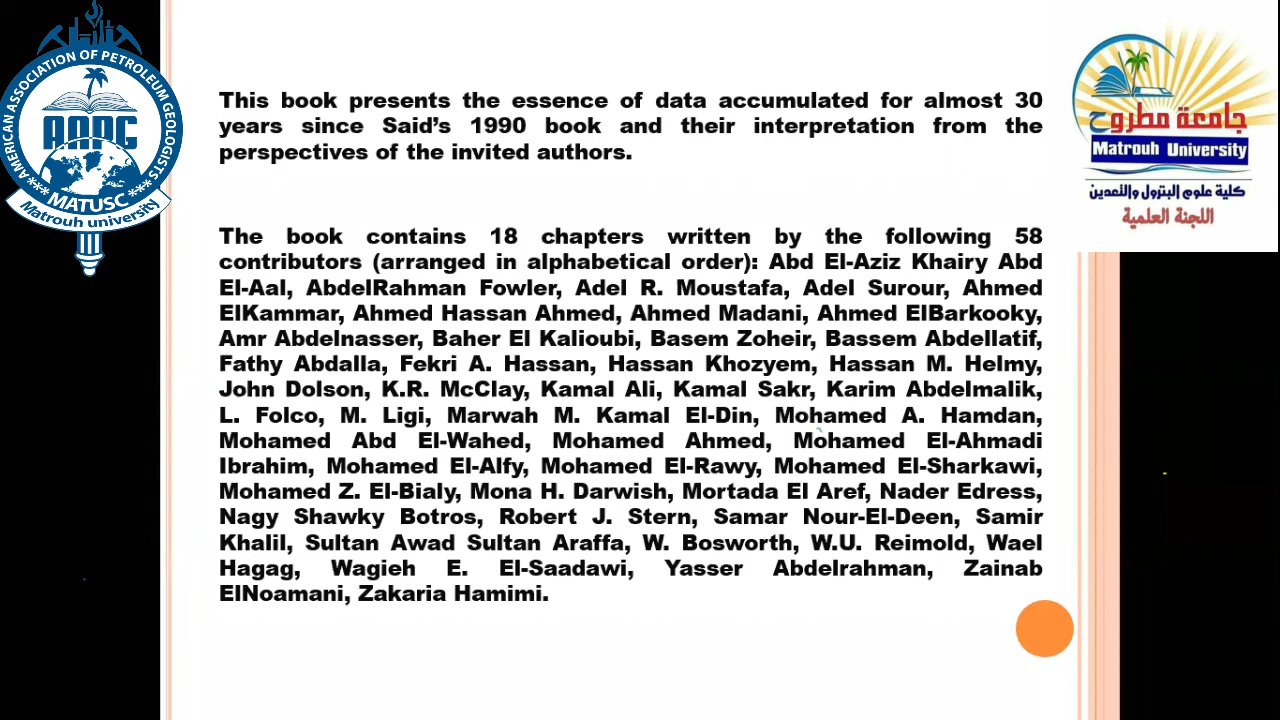 AMERICAN ASSOCIATION OF PETROLEUM GEOLOGISTS
AAPG
*** MATUSC ***
Matrouh university
This book presents the essence of data accumulated for almost 30
years since Said’s 1990 book and their interpretation from the
perspectives of the invited authors.
The book contains 18 chapters written by the following 58
contributors (arranged in alphabetical order): Abd El-Aziz Khairy Abd
El-Aal, AbdelRahman Fowler, Adel R. Moustafa, Adel Surour, Ahmed
ElKammar, Ahmed Hassan Ahmed, Ahmed Madani, Ahmed ElBarkooky,
Amr Abdelnasser, Baher El Kalioubi, Basem Zoheir, Bassem Abdellatif,
Fathy Abdalla, Fekri A. Hassan, Hassan Khozyem, Hassan M. Helmy,
John Dolson, K.R. McClay, Kamal Ali, Kamal Sakr, Karim Abdelmalik,
L. Folco, M. Ligi, Marwah M. Kamal El-Din, Mohamed A. Hamdan,
Mohamed Abd El-Wahed, Mohamed Ahmed, Mohamed El-Ahmadi
Ibrahim, Mohamed El-Alfy, Mohamed El-Rawy, Mohamed El-Sharkawi,
Mohamed Z. El-Bialy, Mona H. Darwish, Mortada El Aref, Nader Edress,
Nagy Shawky Botros, Robert J. Stern, Samar Nour-El-Deen, Samir
Khalil, Sultan Awad Sultan Araffa, W. Bosworth, W.U. Reimold, Wael
Hagag, Wagieh E. El-Saadawi, Yasser Abdelrahman, Zainab
ElNoamani, Zakaria Hamimi.
جامعة مطروح
Matrouh University
كلية علوم البترول والتعدين
اللجنة العلمية